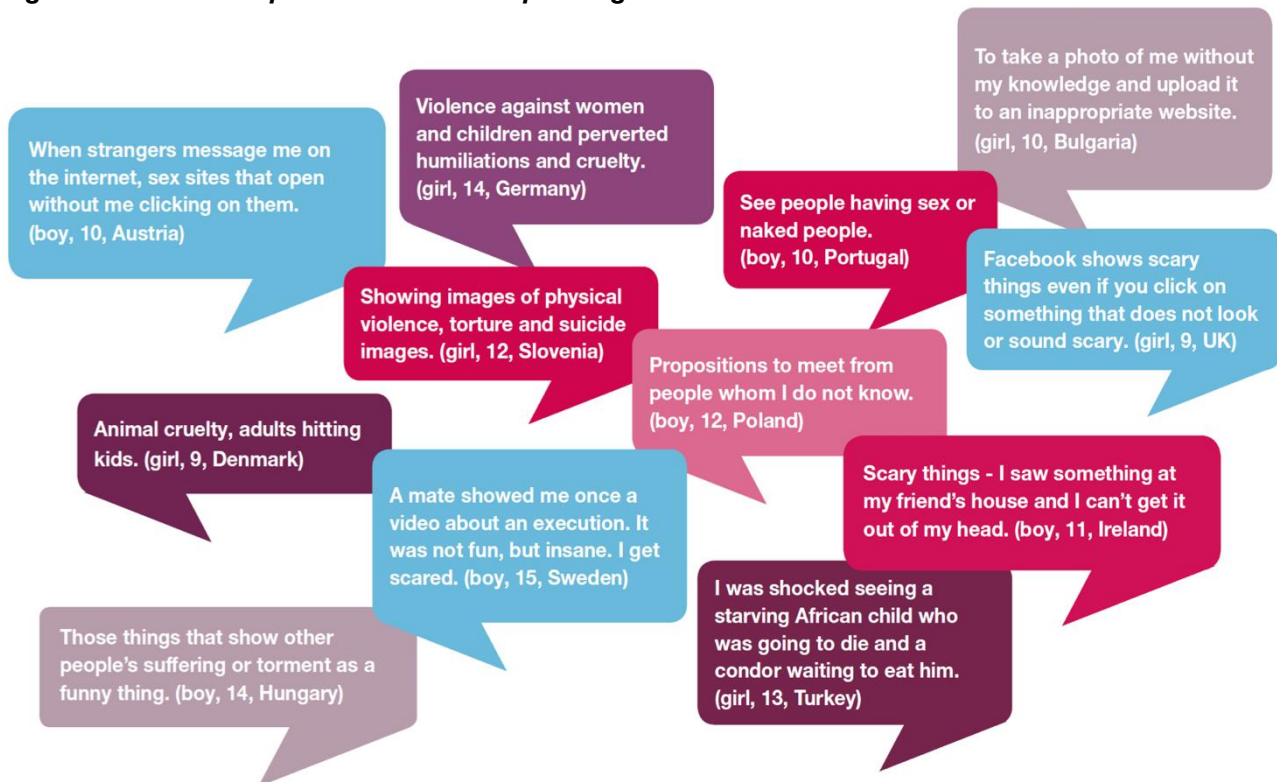 When strangers message me on
the internet, sex sites that open
without me clicking on them.
(boy, 10, Austria)
Violence against women
and children and perverted
humiliations and cruelty.
(girl, 14, Germany)
To take a photo of me without
my knowledge and upload it
to an inappropriate website.
(girl, 10, Bulgaria)
See people having sex or
naked people.
(boy, 10, Portugal)
Facebook shows scary
things even if you click on
something that does not look
or sound scary. (girl, 9, UK)
Showing images of physical
violence, torture and suicide
images. (girl, 12, Slovenia)
Propositions to meet from
people whom I do not know.
(boy, 12, Poland)
Animal cruelty, adults hitting
kids. (girl, 9, Denmark)
A mate showed me once a
video about an execution. It
was not fun, but insane. I get
scared. (boy, 15, Sweden)
Scary things - I saw something at
my friend's house and I can't get it
out of my head. (boy, 11, Ireland)
Those things that show other
people's suffering or torment as a
funny thing. (boy, 14, Hungary)
I was shocked seeing a
starving African child who
was going to die and a
condor waiting to eat him.
(girl, 13, Turkey)